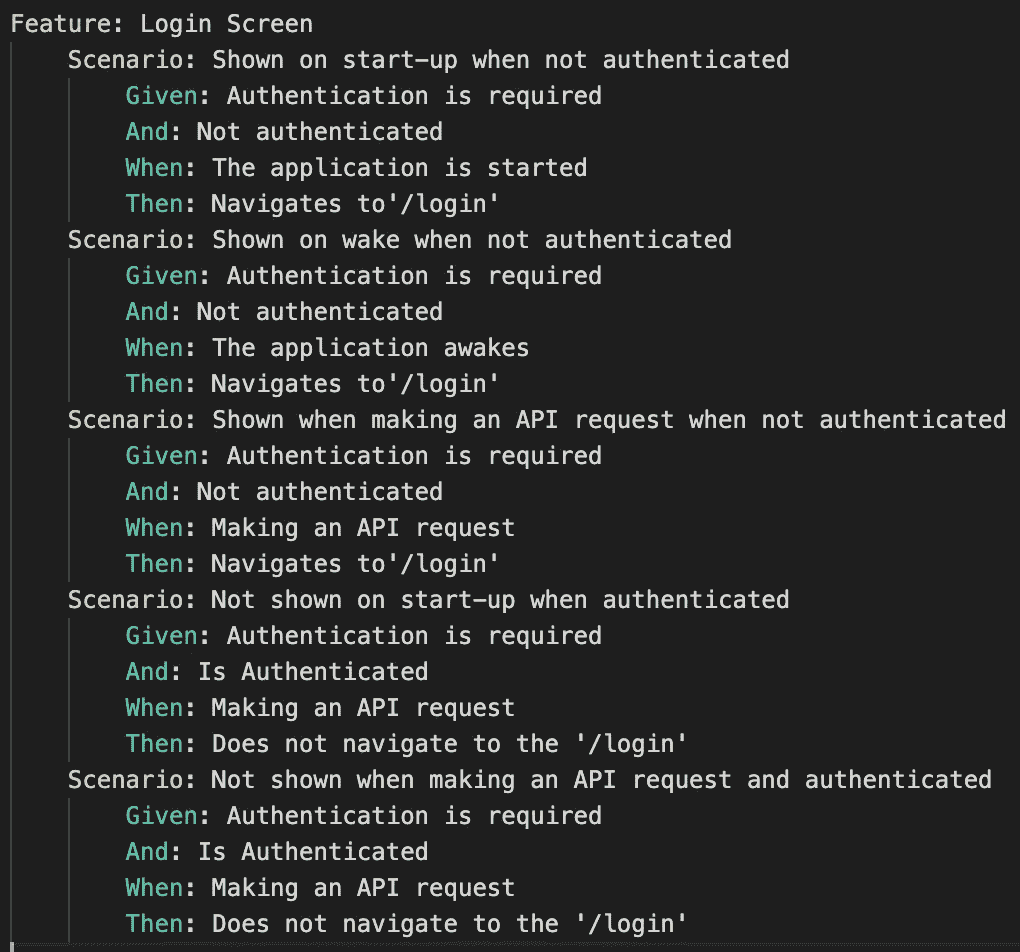 Feature: Login Screen
Scenario: Shown on start-up when not authenticated
Given: Authentication is required
And: Not authenticated
When: The application is started
Then: Navigates to'/login'
Scenario: Shown on wake when not authenticated
Given: Authentication is required
And: Not authenticated
When: The application awakes
Then: Navigates to'/login'
Scenario: Shown when making an API request when not authenticated
Given: Authentication is required
And: Not authenticated
When: Making an API request
Then: Navigates to'/login'
Scenario: Not shown on start-up when authenticated
Given: Authentication is required
And: Is Authenticated
When: Making an API request
Then: Does not navigate to the '/login'
Scenario: Not shown when making an API request and authenticated
Given: Authentication is required
And: Is Authenticated
When: Making an API request
Then: Does not navigate to the '/login'